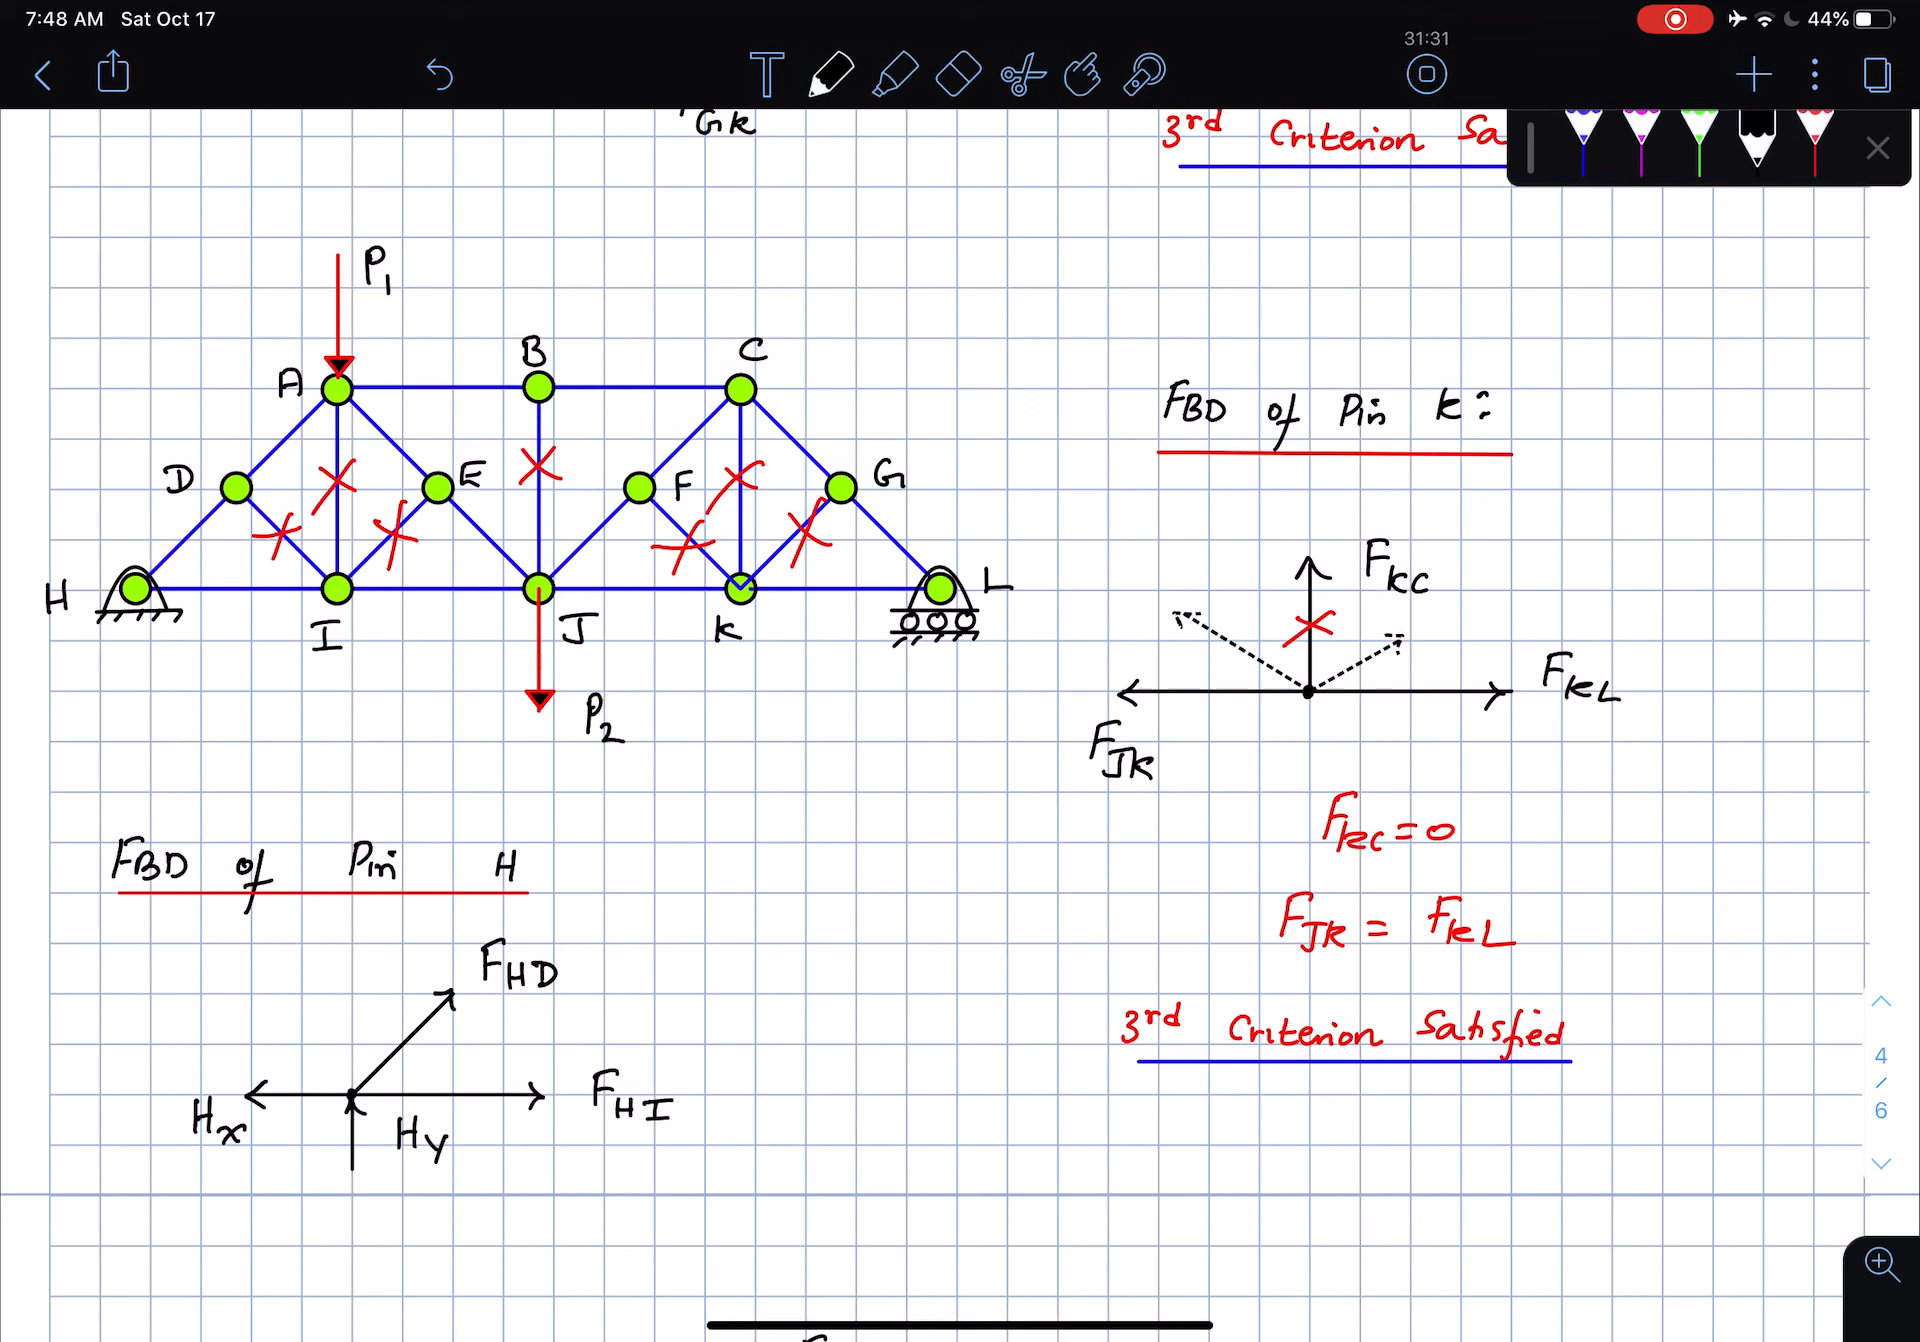 7:48 AM Sat Oct 17
44%
31:31
GK
3rd Criterion Sa
P1
A
B
C
D
E
F
G
H
I
J
K
L
P2
FBD of Pin K:
FKC
FKL
FJK
FKC = 0
FJK = FKL
3rd Criterion Satisfied
FBD of Pin H
FHD
Hx
Hy
FHI
4
/
6